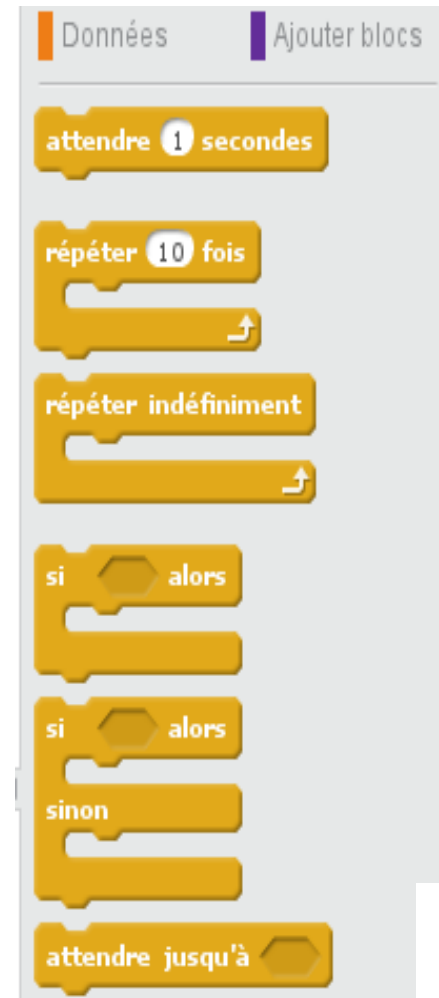 Données Ajouter blocs
attendre 1 secondes
répéter 10 fois
répéter indéfiniment
si alors
si alors
sinon
attendre jusqu'à